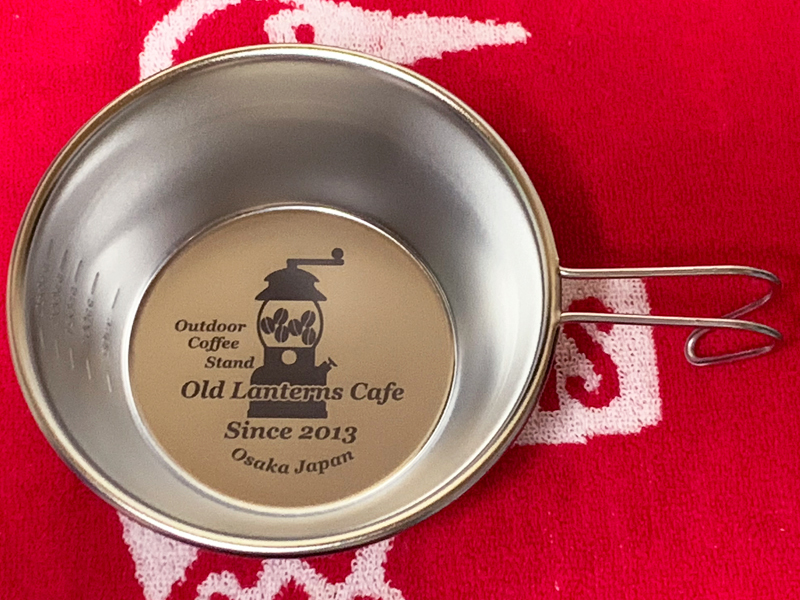 Outdoor
Coffee
Stand
Old Lanterns Cafe
Since 2013
Osaka Japan